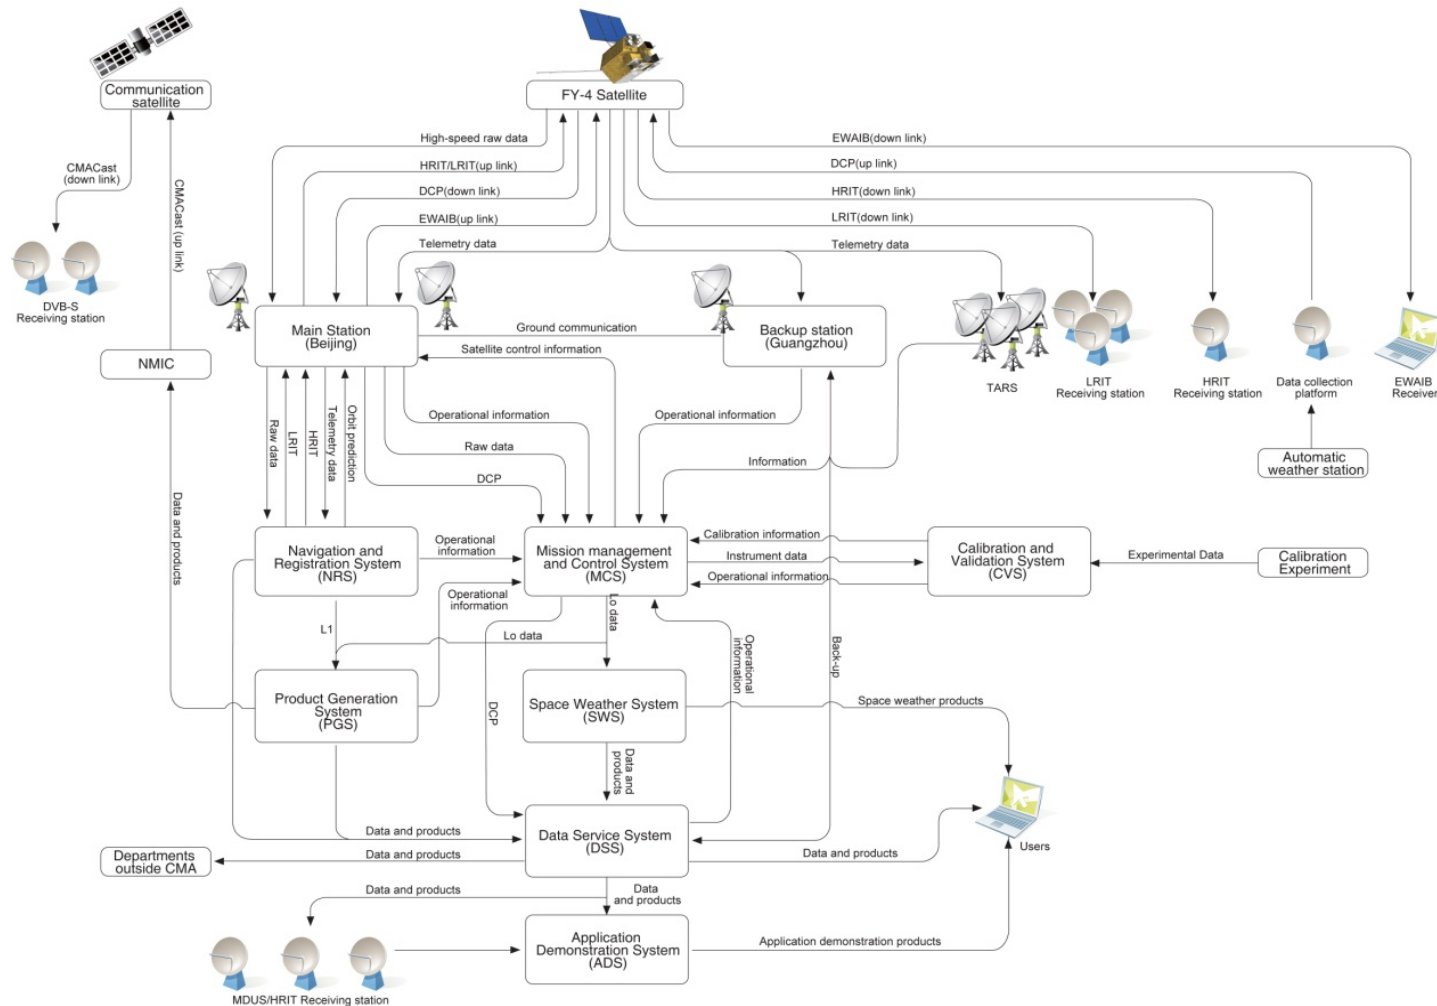 Communication
satellite
FY-4 Satellite
High-speed raw data
EWAIB(down link)
HRIT/LRIT(up link)
DCP(up link)
CMACast
(down link)
CMACast (up link)
DCP(down link)
HRIT(down link)
EWAIB(up link)
LRIT(down link)
Telemetry data
Telemetry data
DVB-S
Receiving station
Main Station
(Beijing)
Ground communication
Backup station
(Guangzhou)
Satellite control information
NMIC
TARS
LRIT
Receiving station
HRIT
Receiving station
Data collection
platform
EWAIB
Receiver
Raw data
LRIT
HRIT
Telemetry data
Orbit prediction
Operational information
Operational information
Raw data
Information
DCP
Automatic
weather station
Data and products
Navigation and
Registration System
(NRS)
Operational
information
Mission management
and Control System
(MCS)
Calibration information
Instrument data
Operational information
Calibration and
Validation System
(CVS)
Experimental Data
Calibration
Experiment
Operational
information
L1
Lo data
Lo data
Operational
information
Back-up
Product Generation
System
(PGS)
DCP
Space Weather System
(SWS)
Space weather products
Data and
products
Data and products
Data Service System
(DSS)
Data and products
Users
Departments
outside CMA
Data and products
Data and products
Data
and products
Application
Demonstration System
(ADS)
Application demonstration products
MDUS/HRIT Receiving station